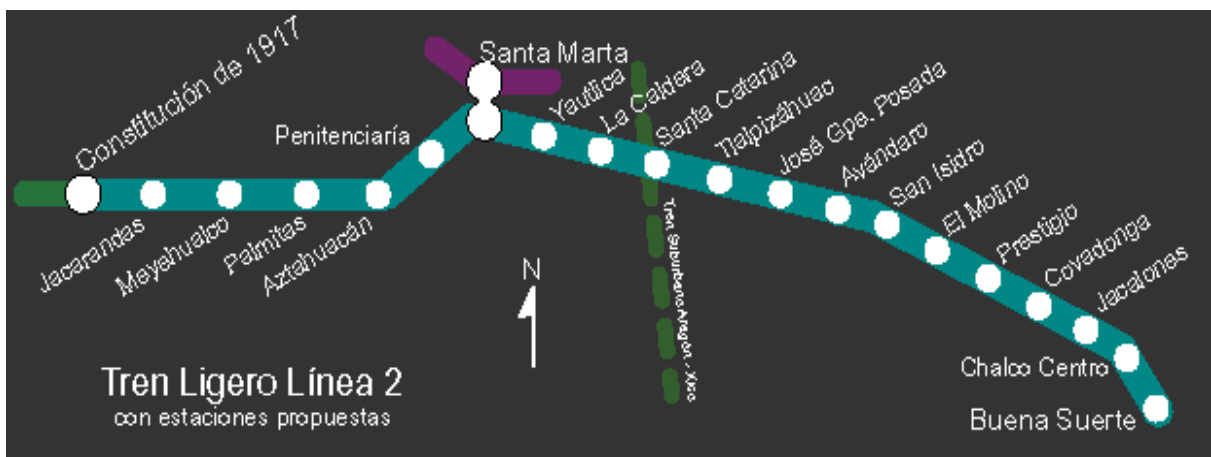 Constitución de 1917
Santa Marta
Penitenciaría
Yautlica
La Caldera
Santa Catarina
Tlalpizáhuac
José Gpe. Posada
Avándaro
San Isidro
El Molino
Prestigio
Covadonga
Jacalones
Jacarandas
Meyehualco
Palmitas
Aztahuacán
N
Tren Suburbano Aragón - Xico
Chalco Centro
Buena Suerte
Tren Ligero Línea 2
con estaciones propuestas